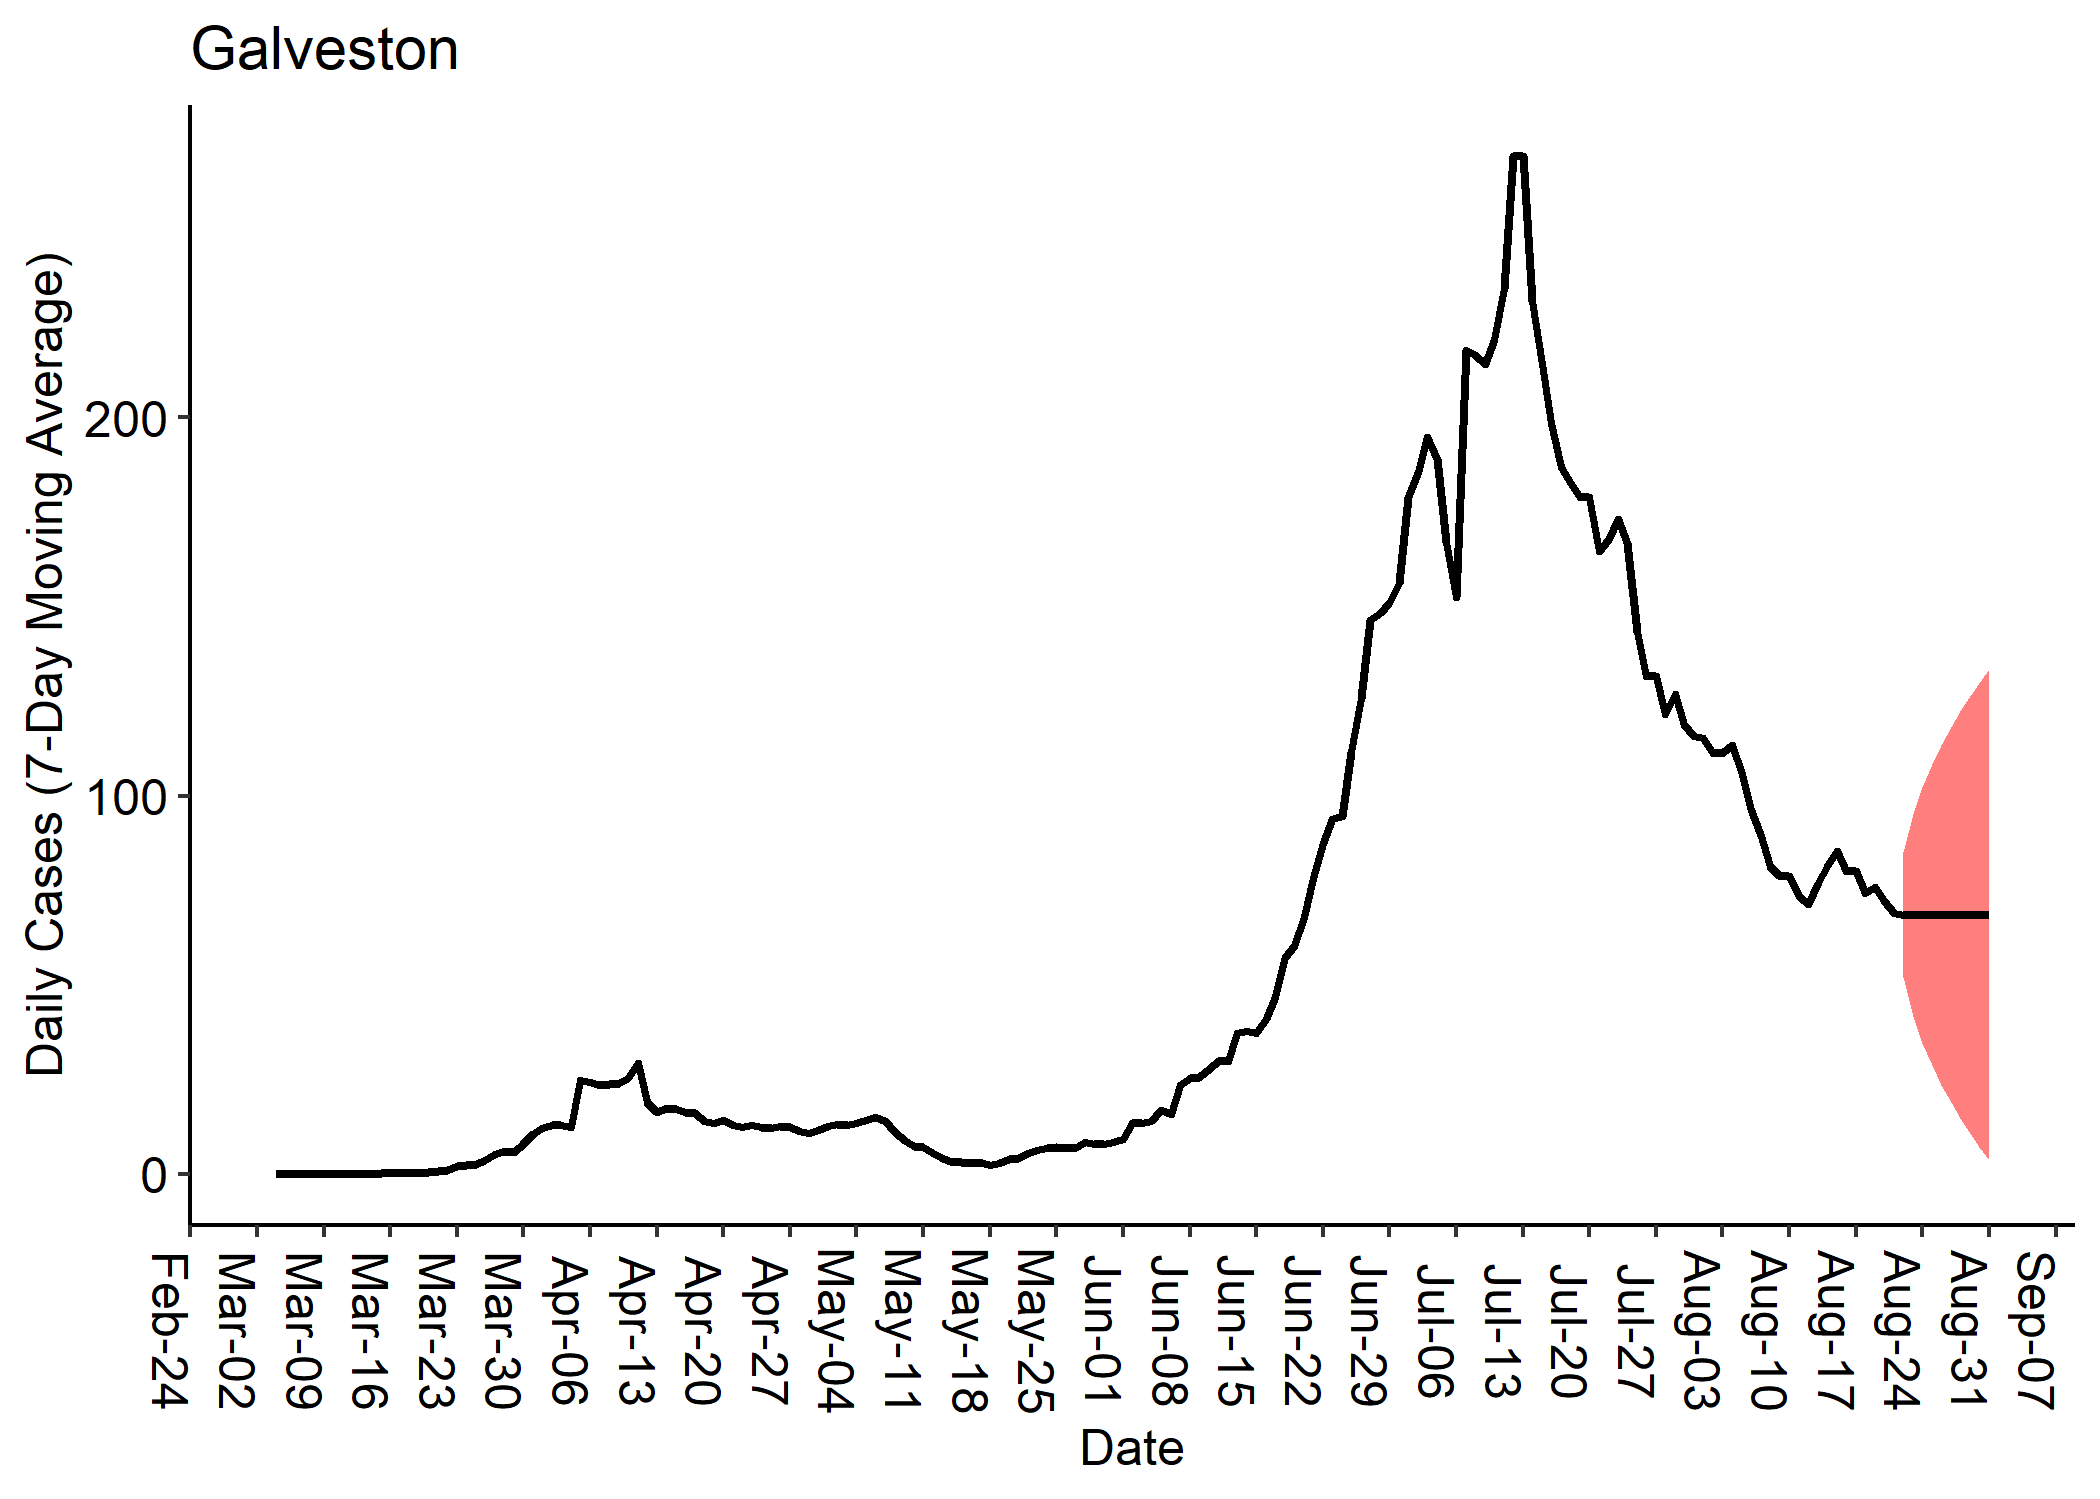 Galveston
Daily Cases (7-Day Moving Average)
200
100
0
Feb-24
Mar-02
Mar-09
Mar-16
Mar-23
Mar-30
Apr-06
Apr-13
Apr-20
Apr-27
May-04
May-11
May-18
May-25
Jun-01
Jun-08
Jun-15
Jun-22
Jun-29
Jul-06
Jul-13
Jul-20
Jul-27
Aug-03
Aug-10
Aug-17
Aug-24
Aug-31
Sep-07
Date